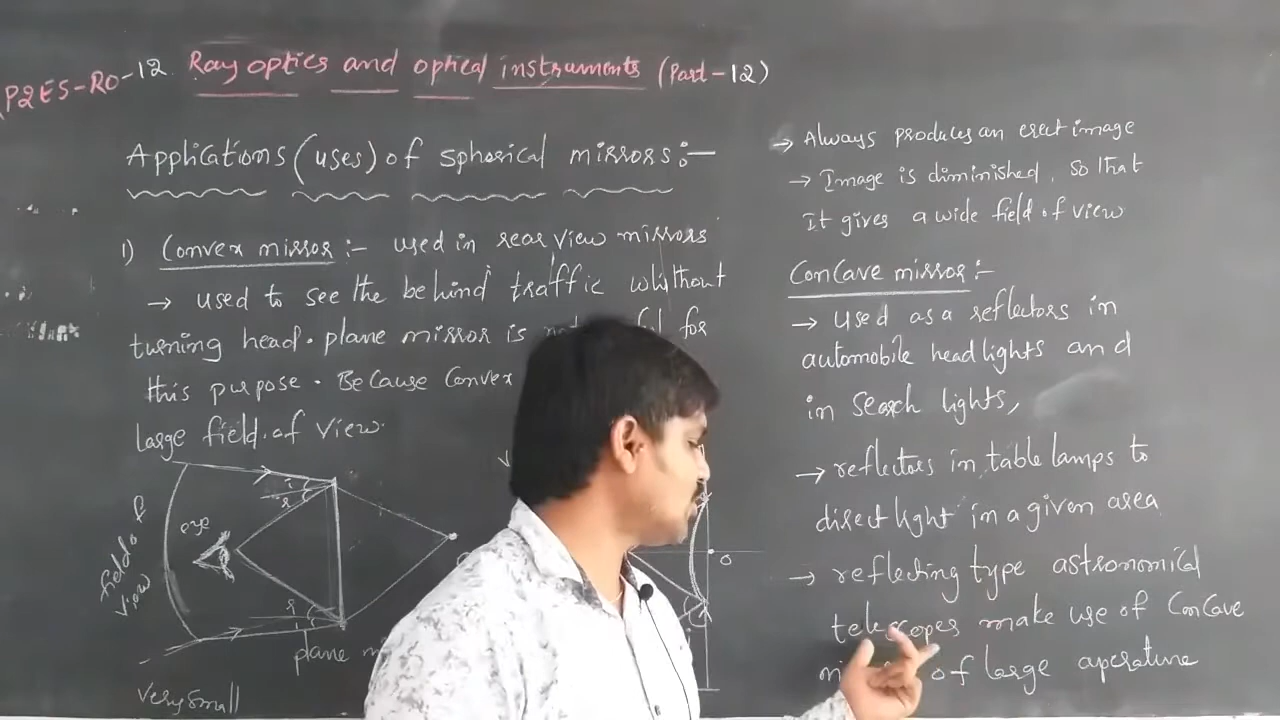 P2ES-RO-12. Ray optics and optical instruments (Part-12)
Applications (uses) of spherical mirrors:-
1) Convex mirror :- used in rear view mirrors
→ used to see the behind traffic whithout
turning head. plane mirror is not for
this purpose. Because Convex
large field of view.
field of view
eye
i
r
r
plane
very small
O
→ Always produces an erect image
→ Image is diminished, so that
It gives a wide field of view
ConCave mirror:-
→ used as a reflectors in
automobile head lights and
in search lights,
→ reflectors in table lamps to
direct light in a given area
→ reflecting type astronomical
telescopes make use of ConCave
of large aperature